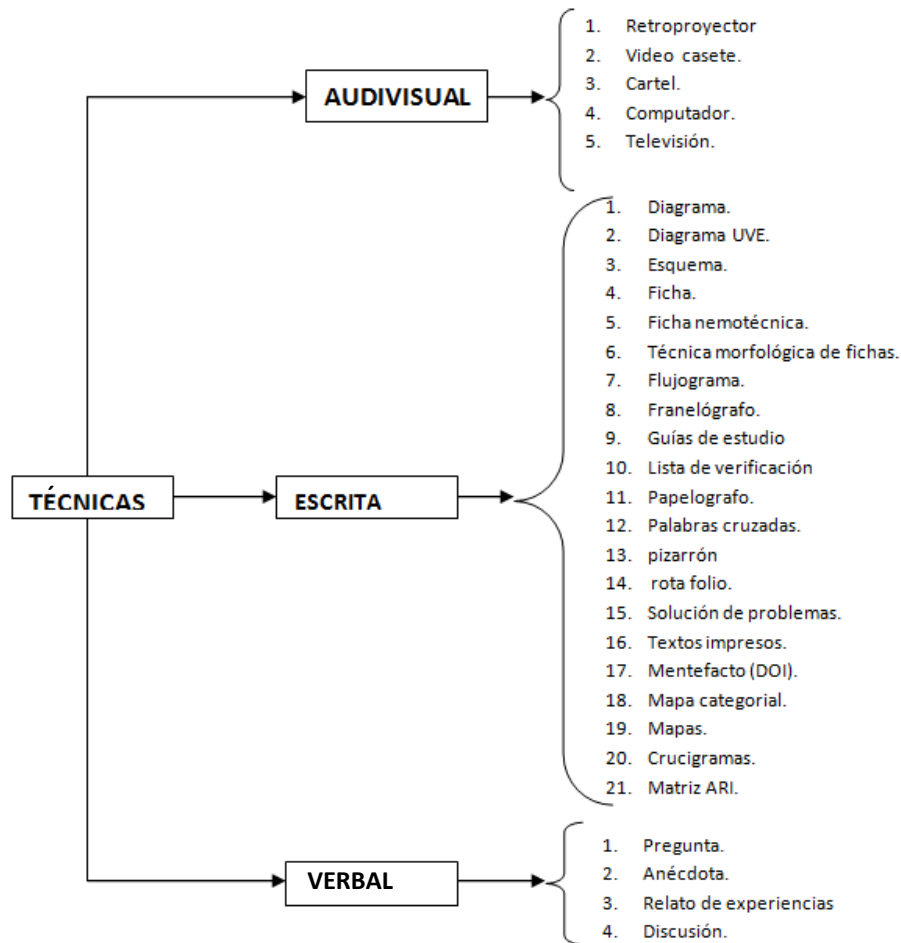 1. Retroproyector
2. Video casete.
AUDIVISUAL
3. Cartel.
4. Computador.
5. Televisión.
1. Diagrama.
2. Diagrama UVE.
3. Esquema.
4. Ficha.
5. Ficha nemotécnica.
6. Técnica morfológica de fichas.
7. Flujograma.
8. Franelógrafo.
9. Guías de estudio
10. Lista de verificación
TÉCNICAS
ESCRITA
11. Papelografo.
12. Palabras cruzadas.
13. pizarrón
14. rota folio.
15. Solución de problemas.
16. Textos impresos.
17. Mentefacto (DOI).
18. Mapa categorial.
19. Mapas.
20. Crucigramas.
21. Matriz ARI.
VERBAL
1. Pregunta.
2. Anécdota.
3. Relato de experiencias
4. Discusión.